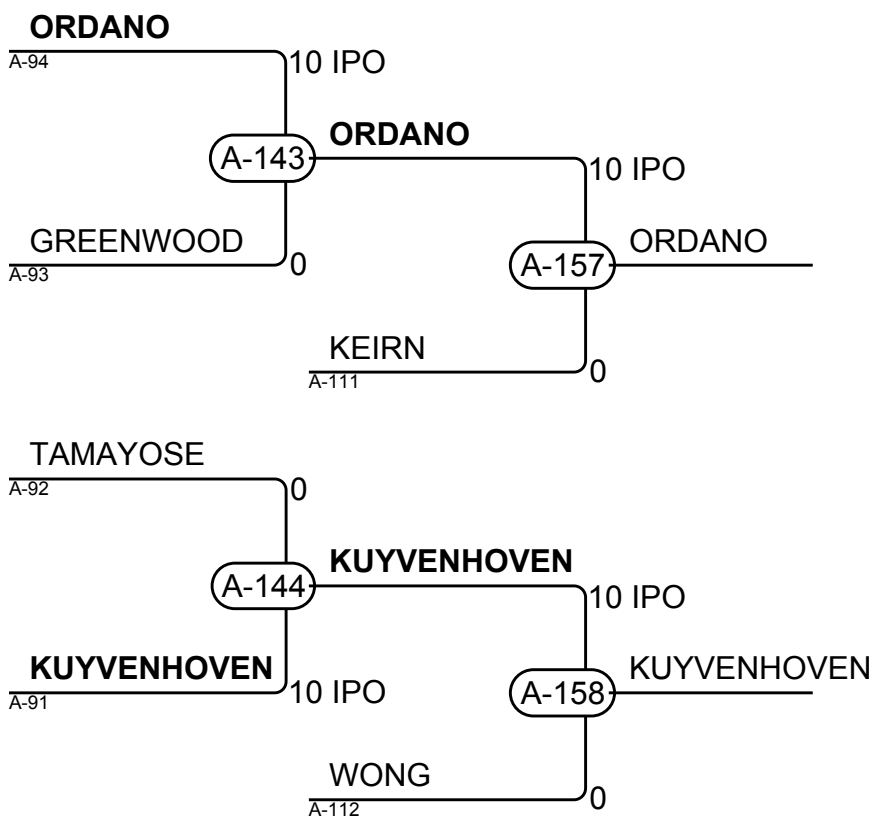 ORDANO
A-94
10 IPO
A-143
ORDANO
10 IPO
GREENWOOD
A-93
0
A-157
ORDANO
KEIRN
A-111
0
TAMAYOSE
A-92
0
A-144
KUYVENHOVEN
10 IPO
KUYVENHOVEN
A-91
10 IPO
A-158
KUYVENHOVEN
WONG
A-112
0